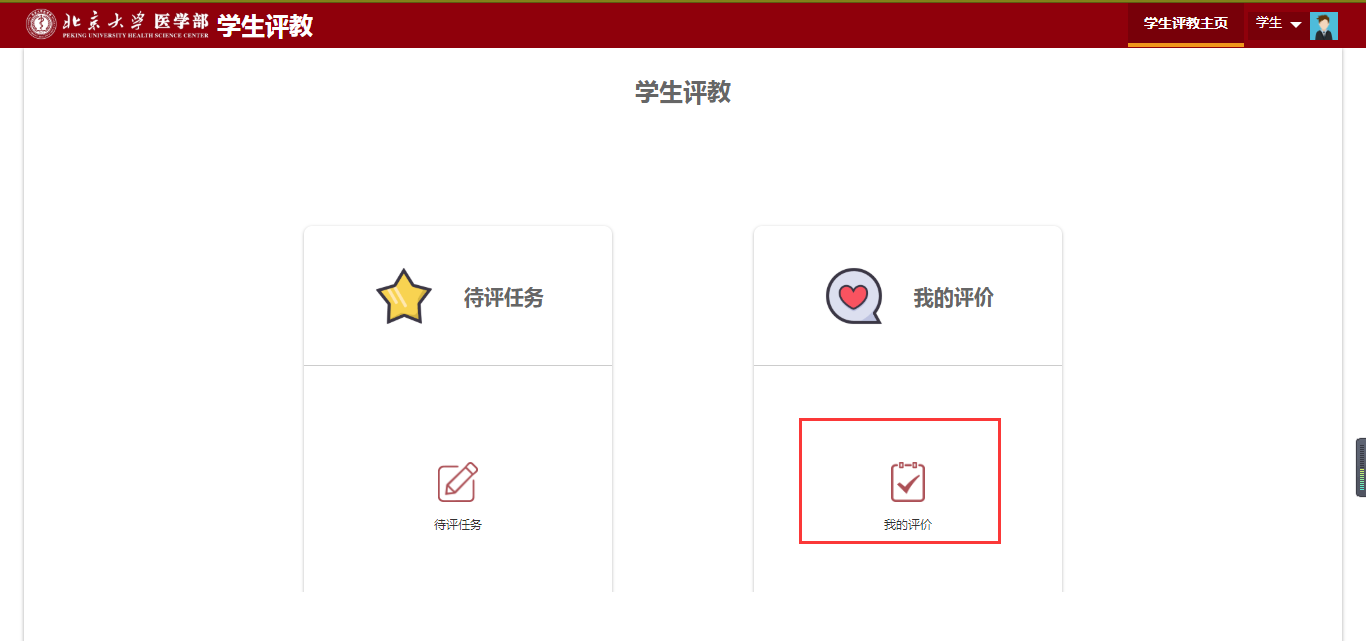 北京大学医学部 学生评教
PEKING UNIVERSITY HEALTH SCIENCE CENTER
学生评教主页 学生
学生评教
待评任务 我的评价
待评任务 我的评价